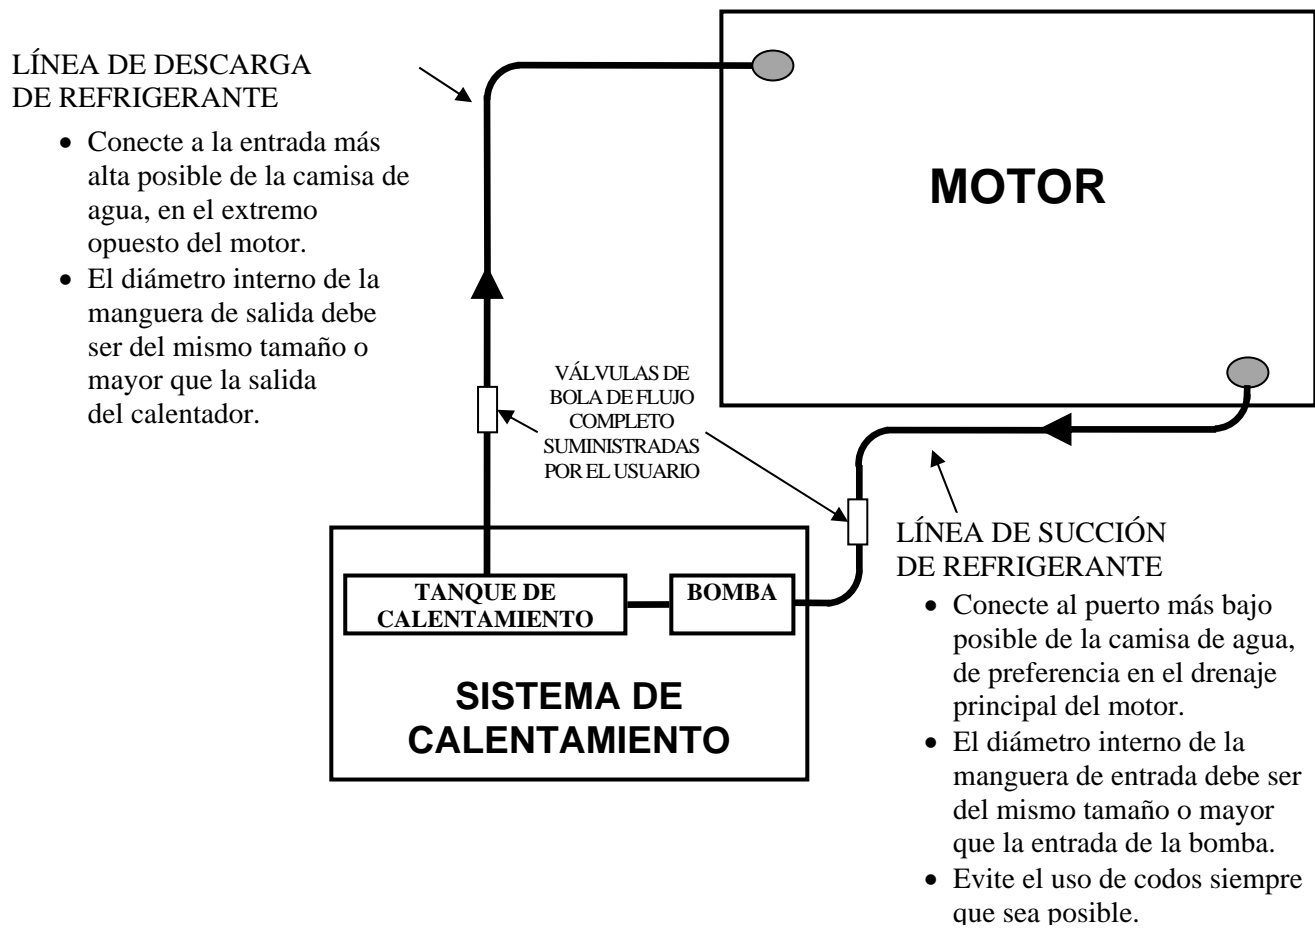 LÍNEA DE DESCARGA
DE REFRIGERANTE
• Conecte a la entrada más
alta posible de la camisa de
agua, en el extremo
opuesto del motor.
• El diámetro interno de la
manguera de salida debe
ser del mismo tamaño o
mayor que la salida
del calentador.
MOTOR
VÁLVULAS DE
BOLA DE FLUJO
COMPLETO
SUMINISTRADAS
POR EL USUARIO
TANQUE DE
CALENTAMIENTO
BOMBA
SISTEMA DE
CALENTAMIENTO
LÍNEA DE SUCCIÓN
DE REFRIGERANTE
• Conecte al puerto más bajo
posible de la camisa de agua,
de preferencia en el drenaje
principal del motor.
• El diámetro interno de la
manguera de entrada debe ser
del mismo tamaño o mayor
que la entrada de la bomba.
• Evite el uso de codos siempre
que sea posible.